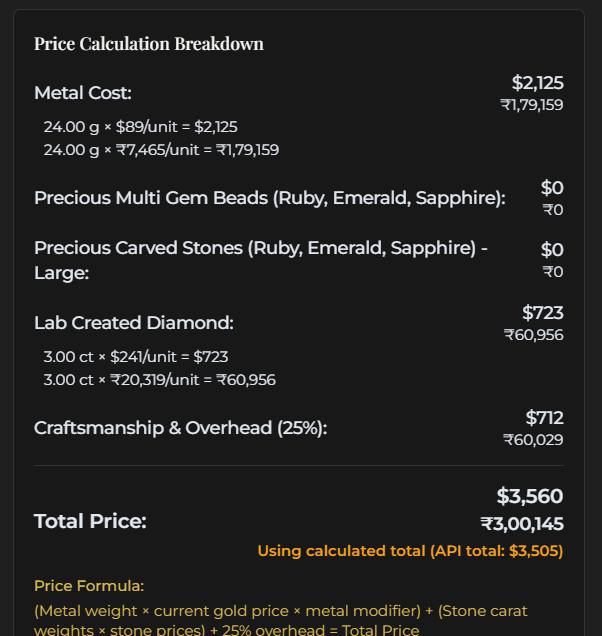 Price Calculation Breakdown
Metal Cost:
$2,125
₹1,79,159
24.00 g × $89/unit = $2,125
24.00 g × ₹7,465/unit = ₹1,79,159
Precious Multi Gem Beads (Ruby, Emerald, Sapphire):
$0
₹0
Precious Carved Stones (Ruby, Emerald, Sapphire) -
Large:
$0
₹0
Lab Created Diamond:
$723
₹60,956
3.00 ct × $241/unit = $723
3.00 ct × ₹20,319/unit = ₹60,956
Craftsmanship & Overhead (25%):
$712
₹60,029
Total Price:
$3,560
₹3,00,145
Using calculated total (API total: $3,505)
Price Formula:
(Metal weight × current gold price × metal modifier) + (Stone carat
weights × stone prices) + 25% overhead = Total Price